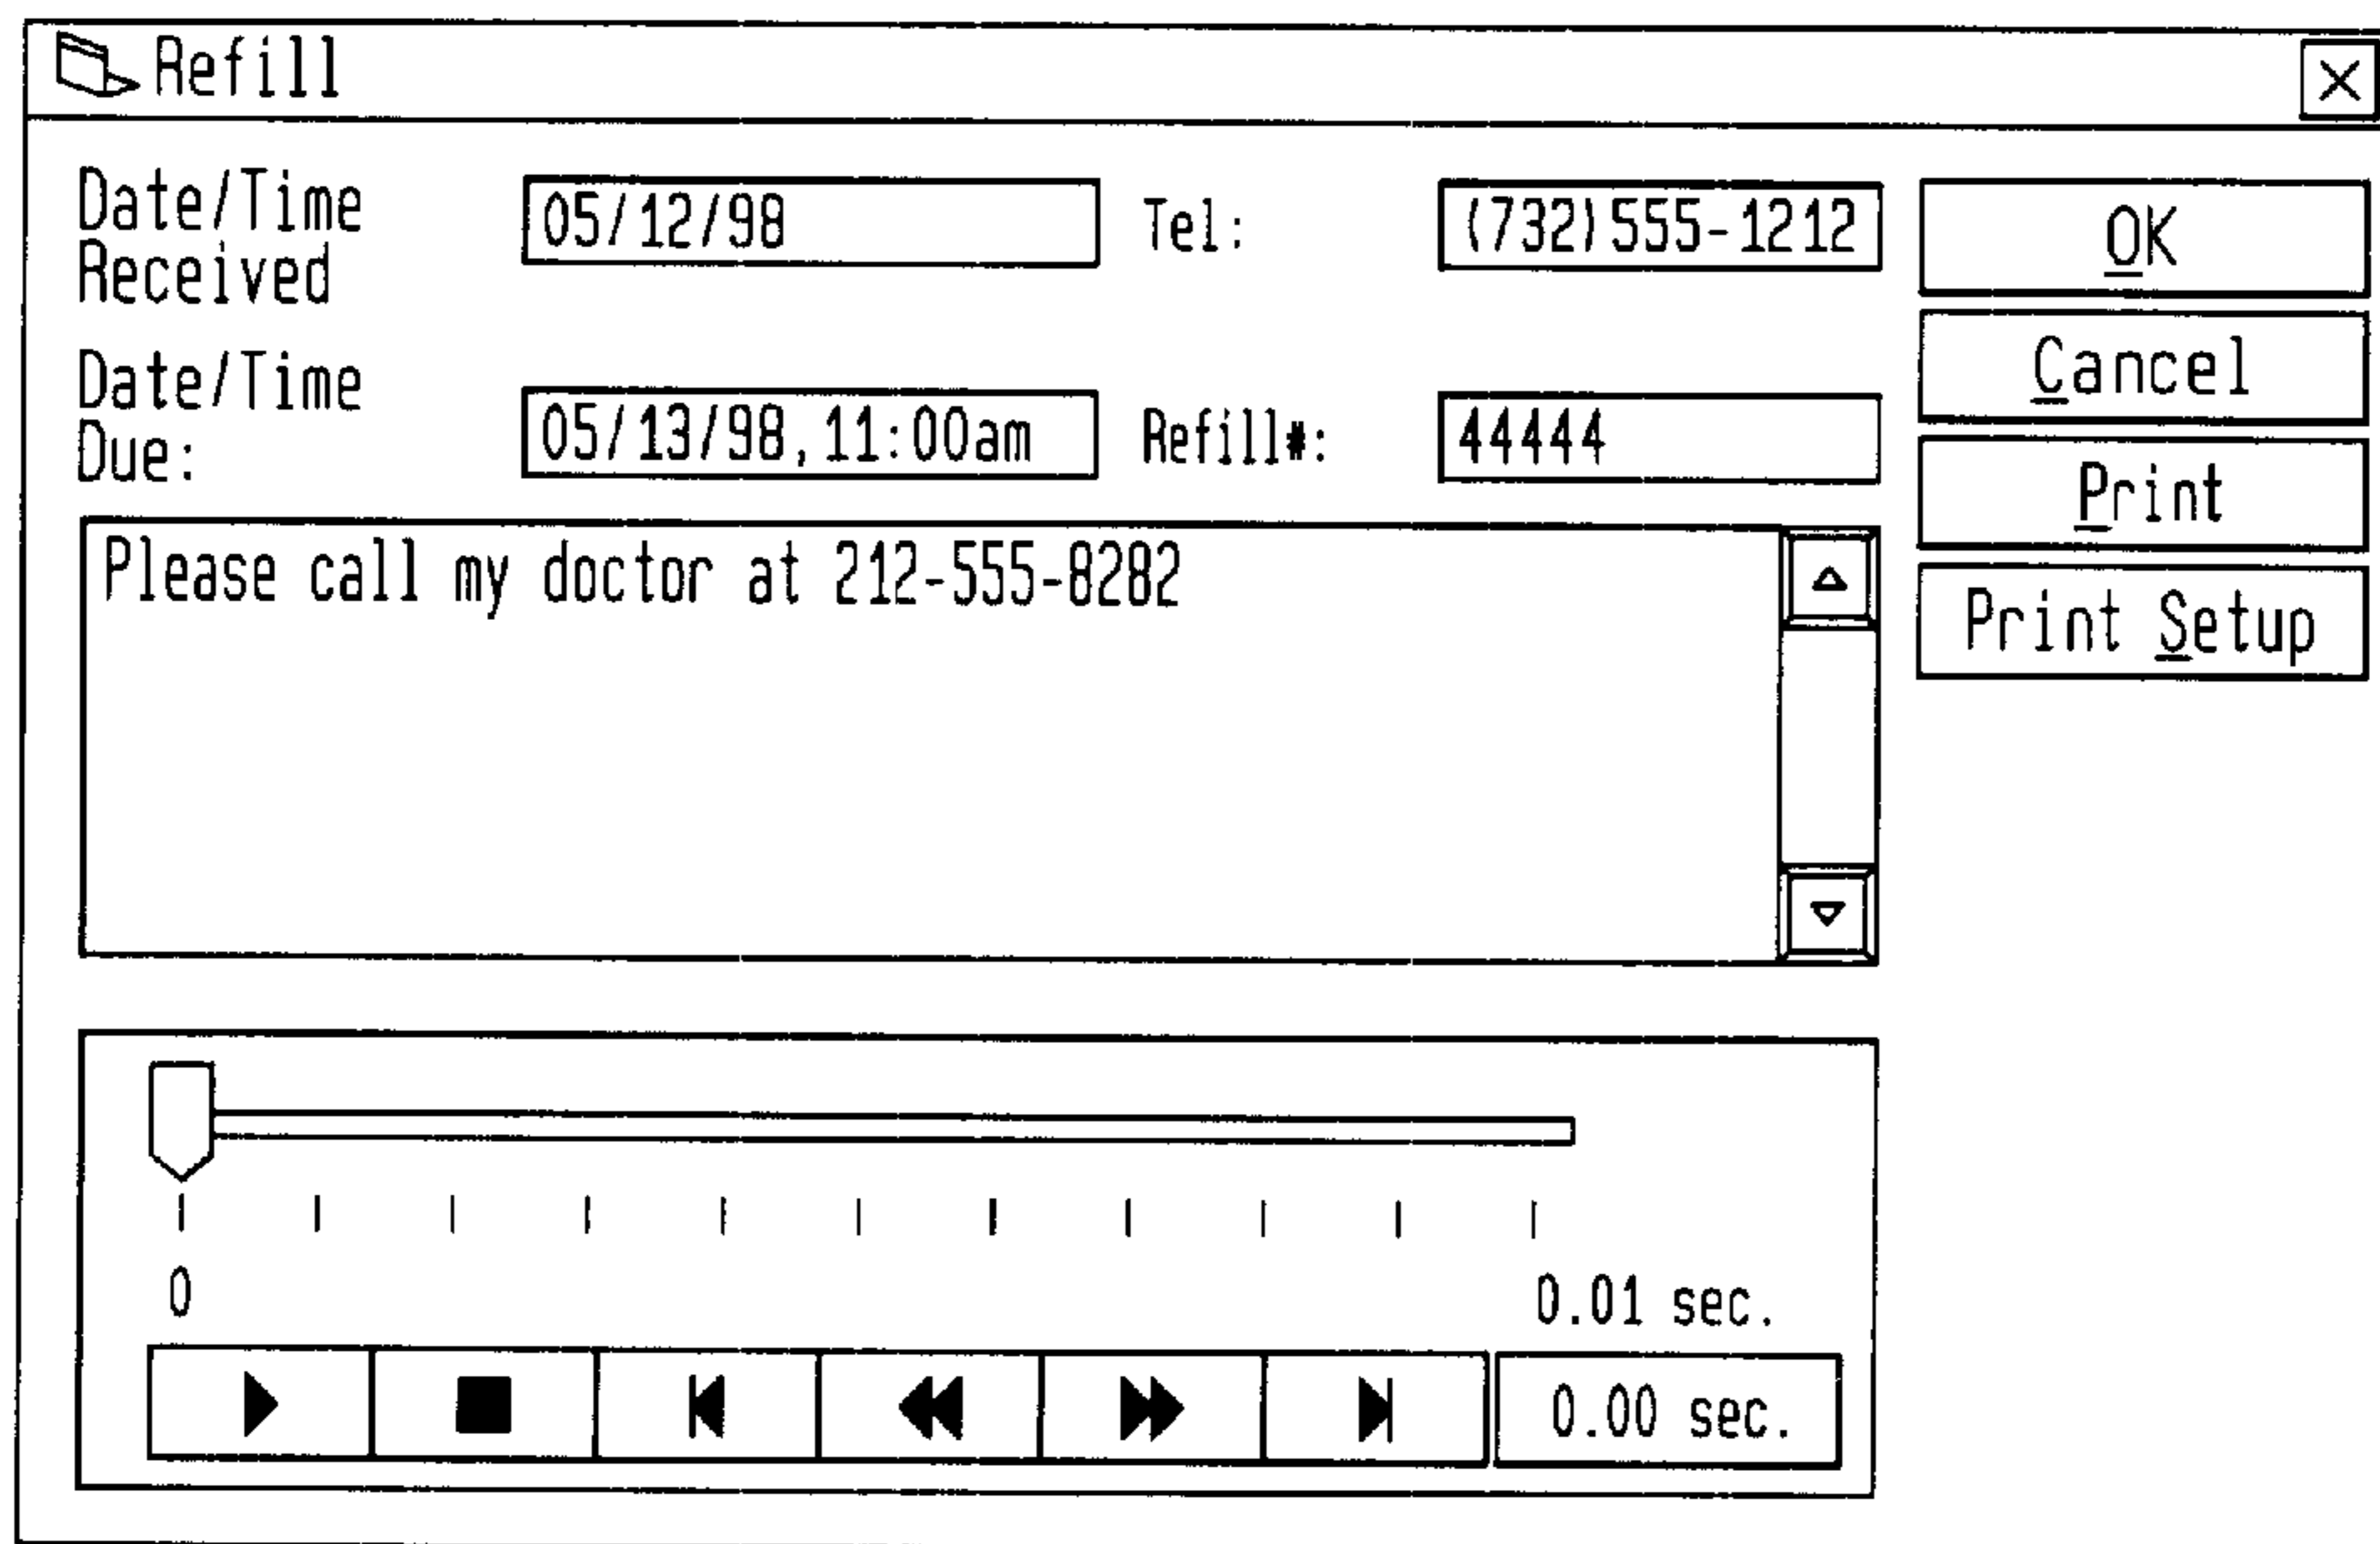 Refill
Date/Time
Received
05/12/98
Tel:
(732)555-1212
OK
Date/Time
Due:
05/13/98,11:00am
Refill#:
44444
Cancel
Print
Print Setup
Please call my doctor at 212-555-8282
0
0.01 sec.
0.00 sec.